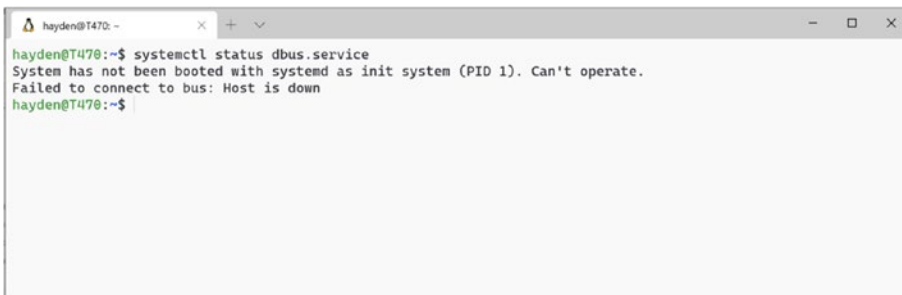 hayden@T470: ~
hayden@T470:~$ systemctl status dbus.service
System has not been booted with systemd as init system (PID 1). Can't operate.
Failed to connect to bus: Host is down
hayden@T470:~$